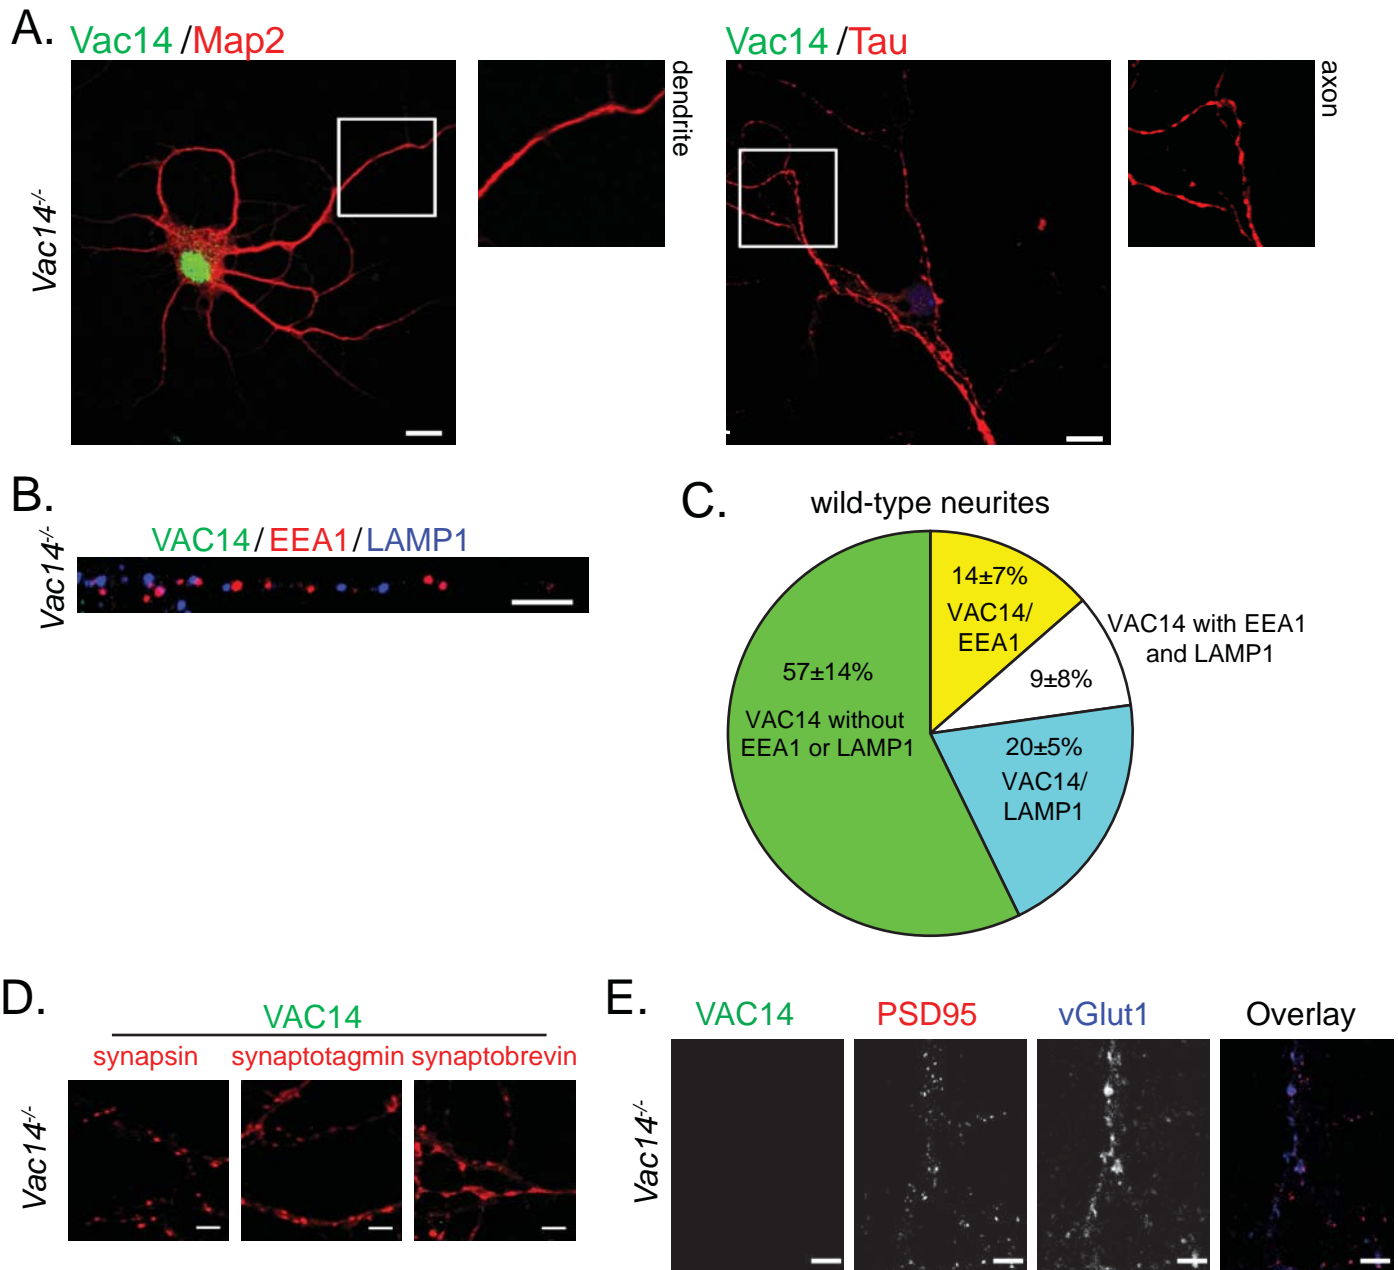 A.
Vac14 /Map2
Vac14 /Tau
dendrite
axon
Vac14-/-
B.
VAC14/EEA1/LAMP1
Vac14-/-
C.
wild-type neurites
14±7%
VAC14/
EEA1
VAC14 with EEA1
and LAMP1
9±8%
57±14%
VAC14 without
EEA1 or LAMP1
20±5%
VAC14/
LAMP1
D.
VAC14
synapsin synaptotagmin synaptobrevin
Vac14-/-
E.
VAC14 PSD95 vGlut1 Overlay
Vac14-/-